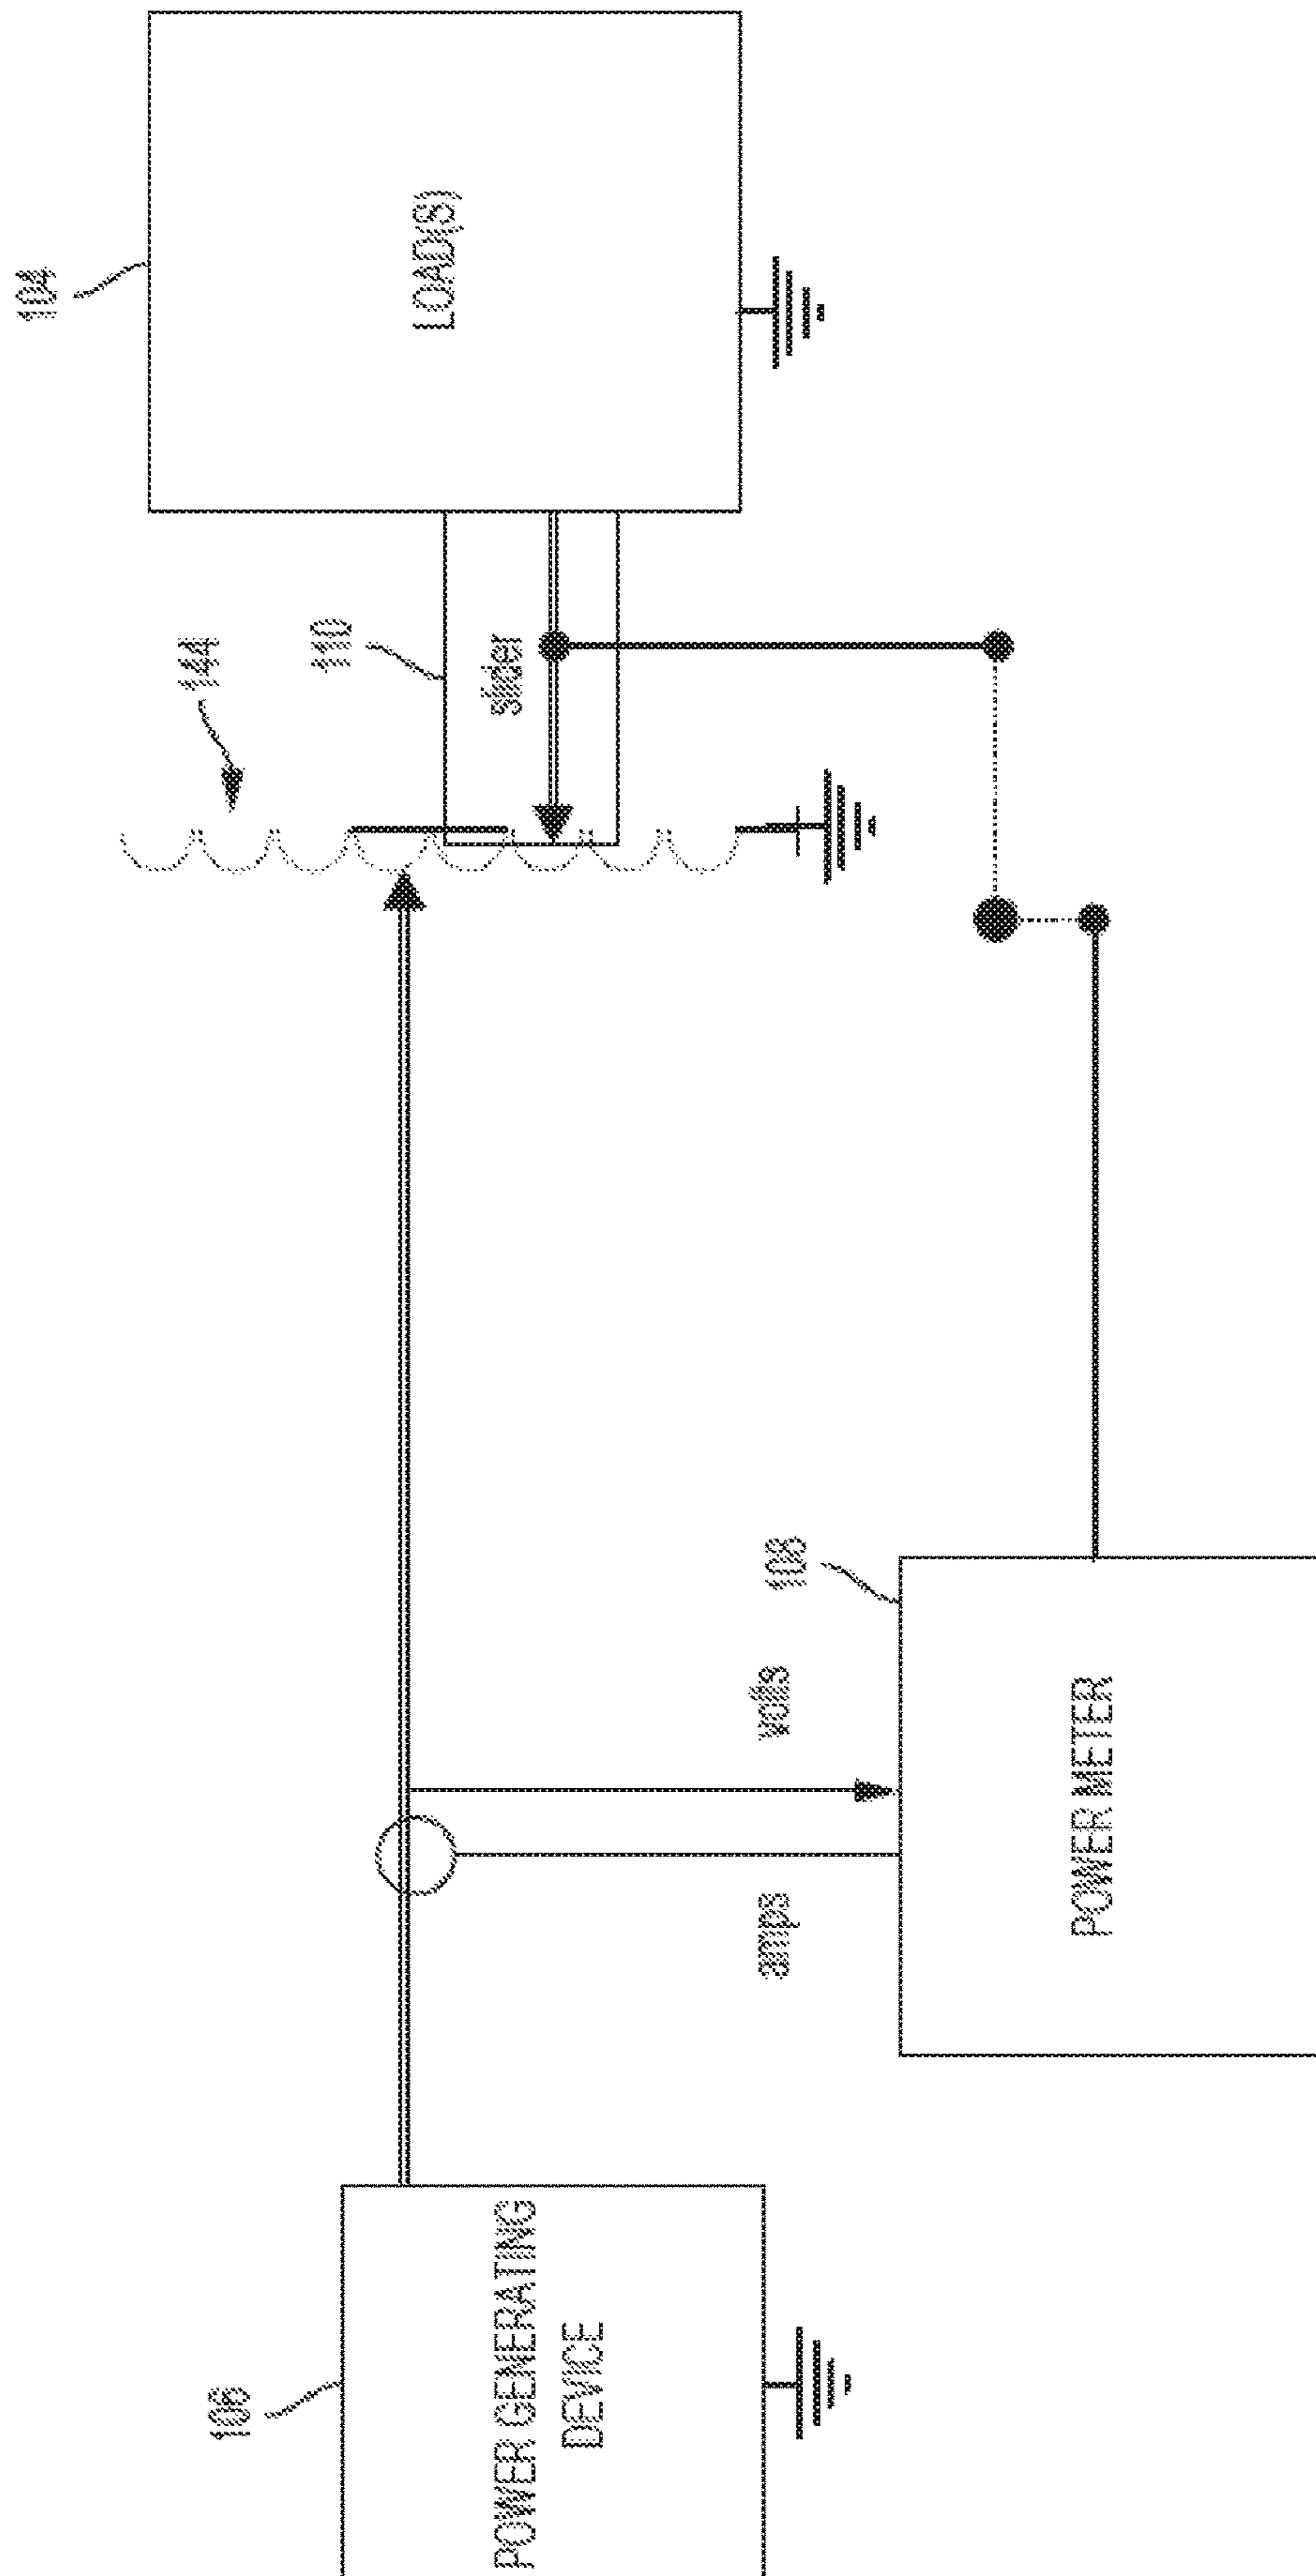 104
LOAD(S)
144
110
slider
108
volts
amps
POWER METER
106
POWER GENERATING
DEVICE